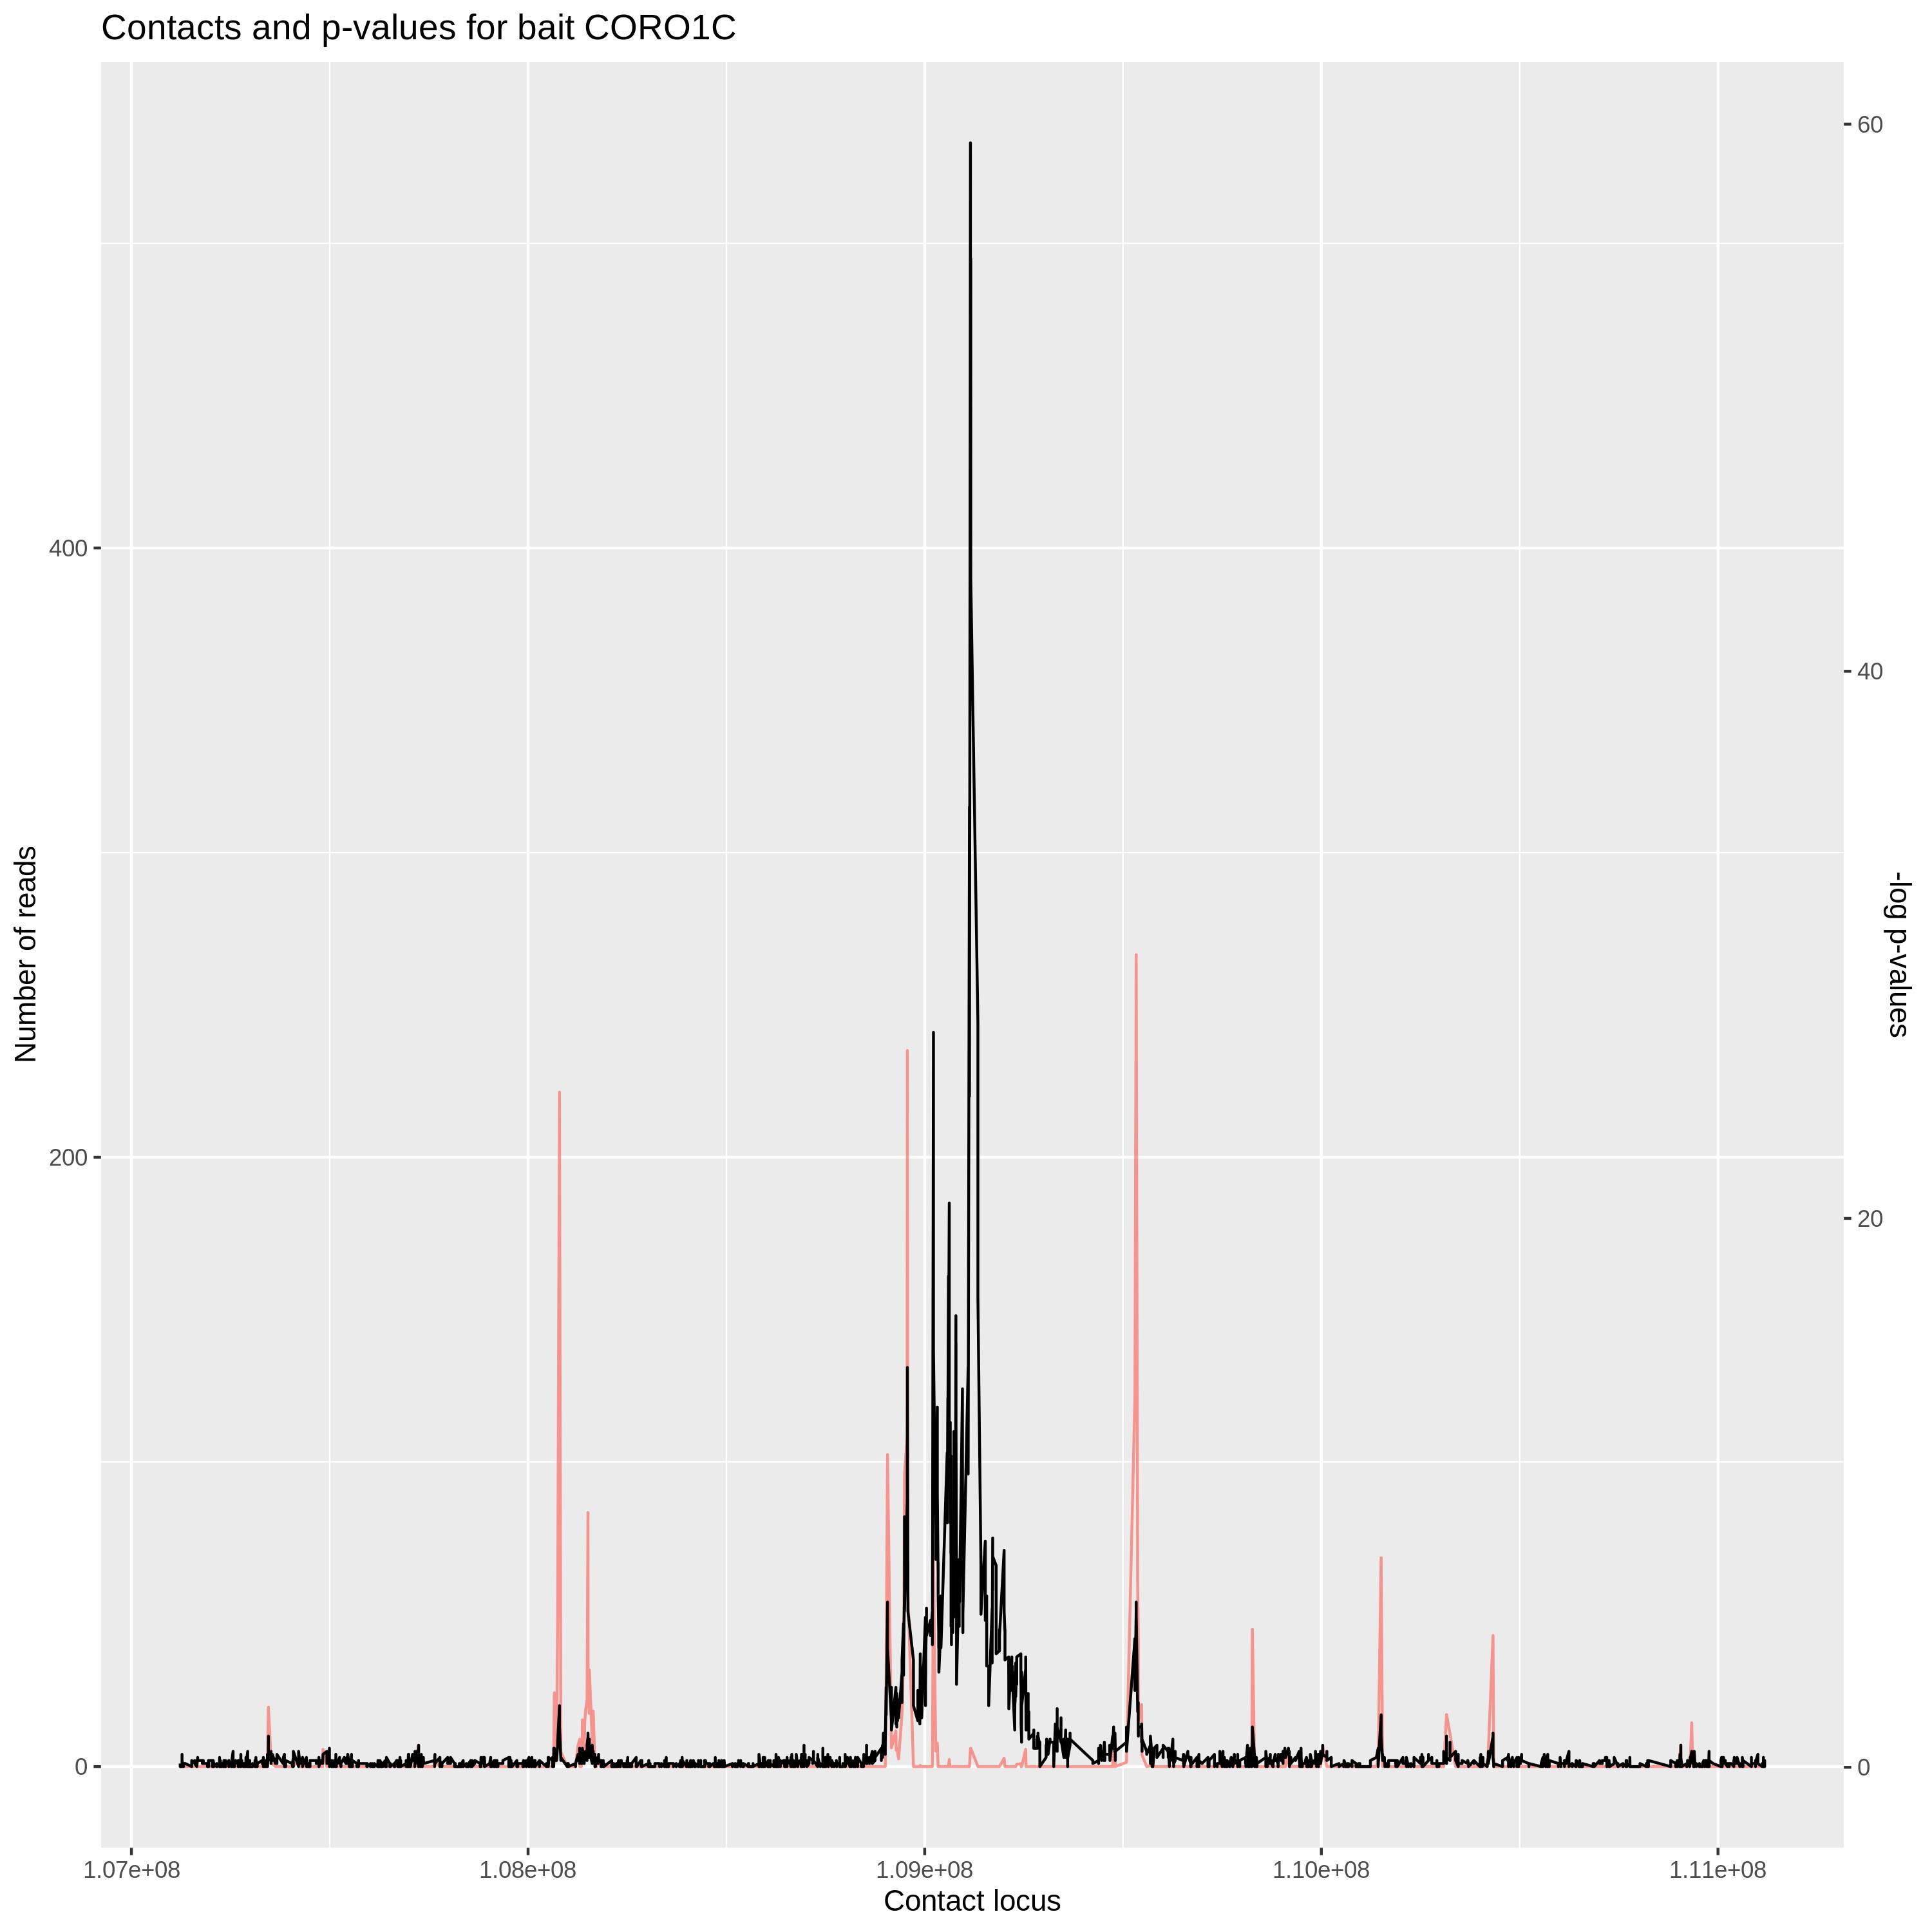 Contacts and p-values for bait CORO1C
60
400
40
Number of reads
-log p-values
200
20
0
0
1.07e+08
1.08e+08
1.09e+08
1.10e+08
1.11e+08
Contact locus